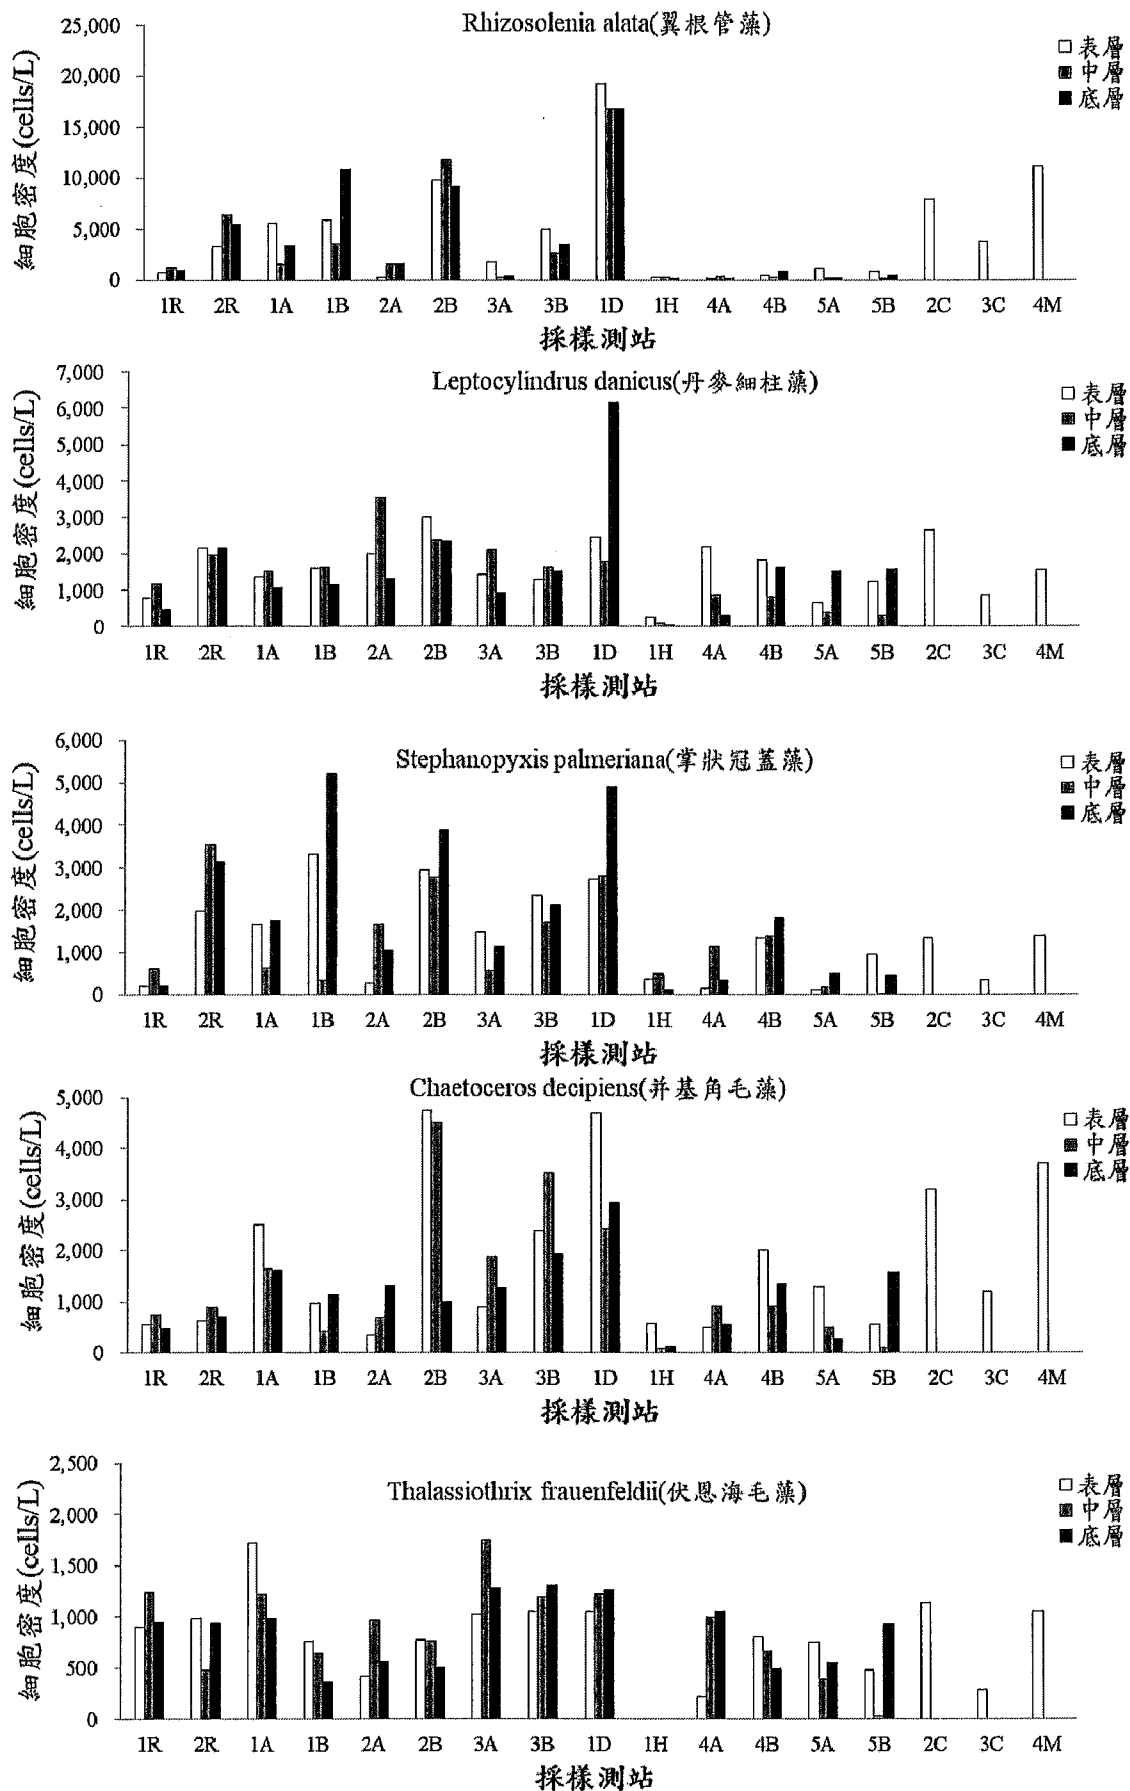 Rhizosolenia alata(翼根管藻)
表層
中層
底層
細胞密度(cells/L)
25,000
20,000
15,000
10,000
5,000
0
1R 2R 1A 1B 2A 2B 3A 3B 1D 1H 4A 4B 5A 5B 2C 3C 4M
採樣測站
Leptocylindrus danicus(丹麥細柱藻)
表層
中層
底層
細胞密度(cells/L)
7,000
6,000
5,000
4,000
3,000
2,000
1,000
0
1R 2R 1A 1B 2A 2B 3A 3B 1D 1H 4A 4B 5A 5B 2C 3C 4M
採樣測站
Stephanopyxis palmeriana(掌狀冠蓋藻)
表層
中層
底層
細胞密度(cells/L)
6,000
5,000
4,000
3,000
2,000
1,000
0
1R 2R 1A 1B 2A 2B 3A 3B 1D 1H 4A 4B 5A 5B 2C 3C 4M
採樣測站
Chaetoceros decipiens(并基角毛藻)
表層
中層
底層
細胞密度(cells/L)
5,000
4,000
3,000
2,000
1,000
0
1R 2R 1A 1B 2A 2B 3A 3B 1D 1H 4A 4B 5A 5B 2C 3C 4M
採樣測站
Thalassiothrix frauenfeldii(伏恩海毛藻)
表層
中層
底層
細胞密度(cells/L)
2,500
2,000
1,500
1,000
500
0
1R 2R 1A 1B 2A 2B 3A 3B 1D 1H 4A 4B 5A 5B 2C 3C 4M
採樣測站